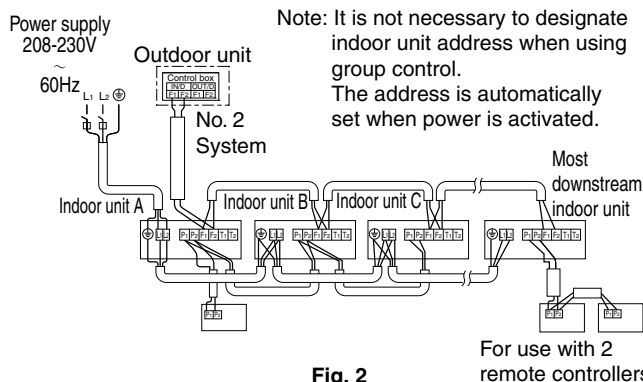 Power supply
208-230V
~
60Hz
L1 L2
Outdoor unit
Control box
IN/D OUT/D
F1 F2 F1 F2
No. 2
System
Note: It is not necessary to designate
indoor unit address when using
group control.
The address is automatically
set when power is activated.
Most
downstream
indoor unit
Indoor unit A
Indoor unit B
Indoor unit C
L1 L2
P1 P2 F1 F2 T1 T2
L1 L2
P1 P2 F1 F2 T1 T2
L1 L2
P1 P2 F1 F2 T1 T2
L1 L2
P1 P2 F1 F2 T1 T2
P1 P2
P1 P2
P1 P2
For use with 2
remote controllers
Fig. 2